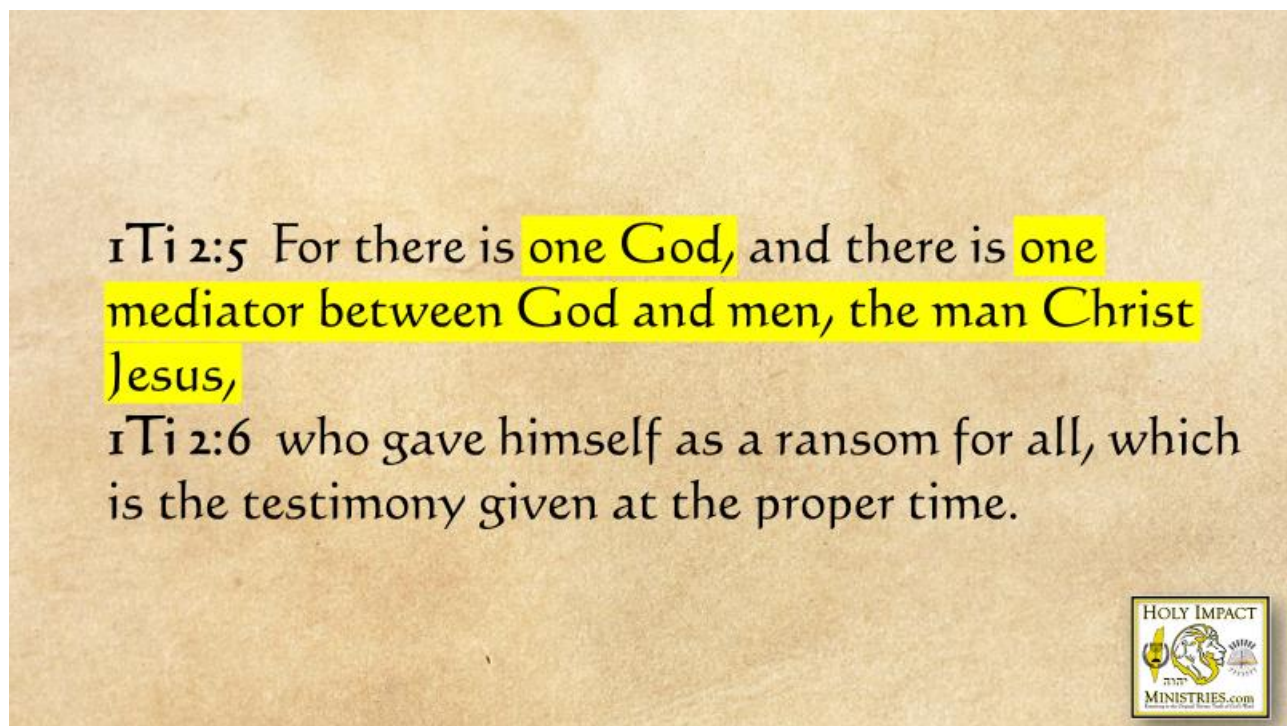 1Ti 2:5 For there is one God, and there is one
mediator between God and men, the man Christ
Jesus,
1Ti 2:6 who gave himself as a ransom for all, which
is the testimony given at the proper time.
HOLY IMPACT
יהוה
MINISTRIES.com